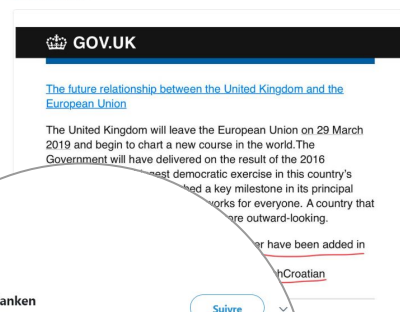 GOV.UK
The future relationship between the United Kingdom and the
European Union
The United Kingdom will leave the European Union on 29 March
2019 and begin to chart a new course in the world.The
Government will have delivered on the result of the 2016
democratic exercise in this country's
a key milestone in its principal
for everyone. A country that
outward-looking.
have been added in
hCroatian
anken
Suivre